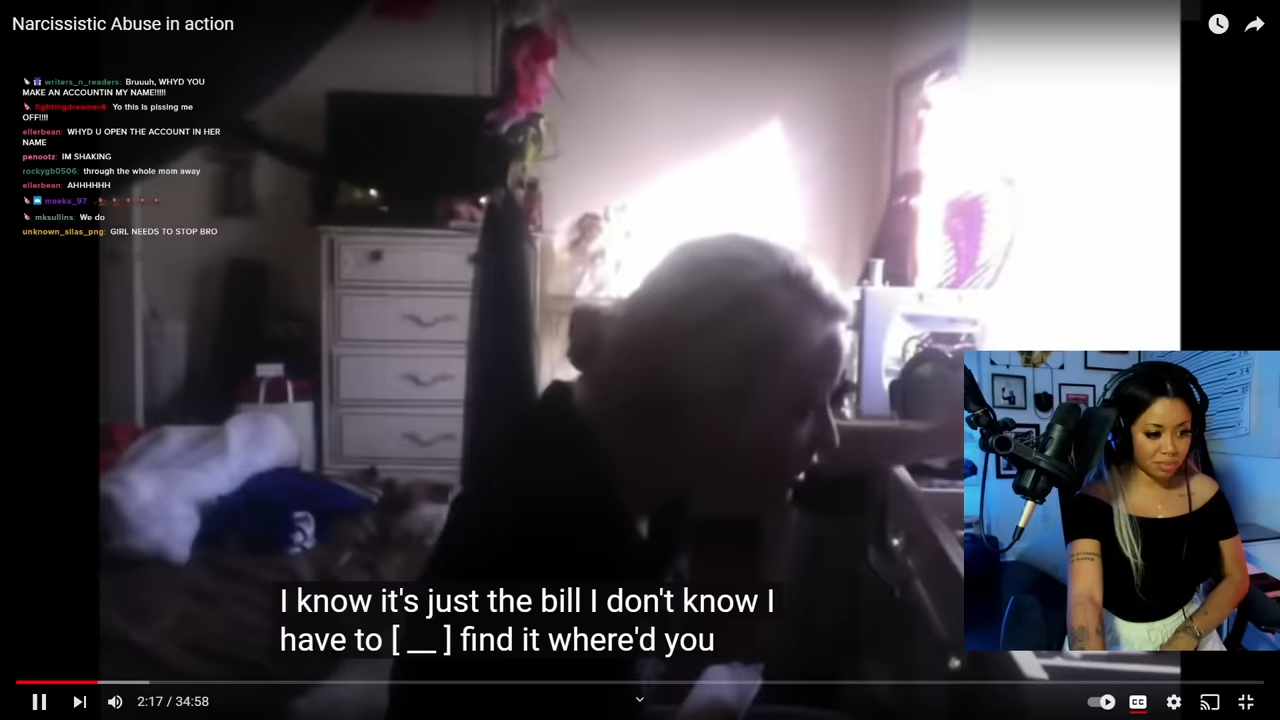 Narcissistic Abuse in action
writers_n_readers: Bruuuh, WHYD YOU
MAKE AN ACCOUNTIN MY NAME!!!!!
fightingdreamer4: Yo this is pissing me
OFF!!!!
ellerbean: WHYD U OPEN THE ACCOUNT IN HER
NAME
penootz: IM SHAKING
rockygb0506: through the whole mom away
ellerbean: AHHHHHH
meeka_97:
mksullins: We do
unknown_sllas_png: GIRL NEEDS TO STOP BRO
I know it's just the bill I don't know I
have to [ __ ] find it where'd you
2:17 / 34:58
CC